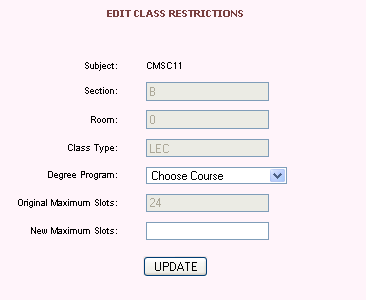 EDIT CLASS RESTRICTIONS
Subject: CMSC11
Section: B
Room: 0
Class Type: LEC
Degree Program: Choose Course
Original Maximum Slots: 24
New Maximum Slots:
UPDATE